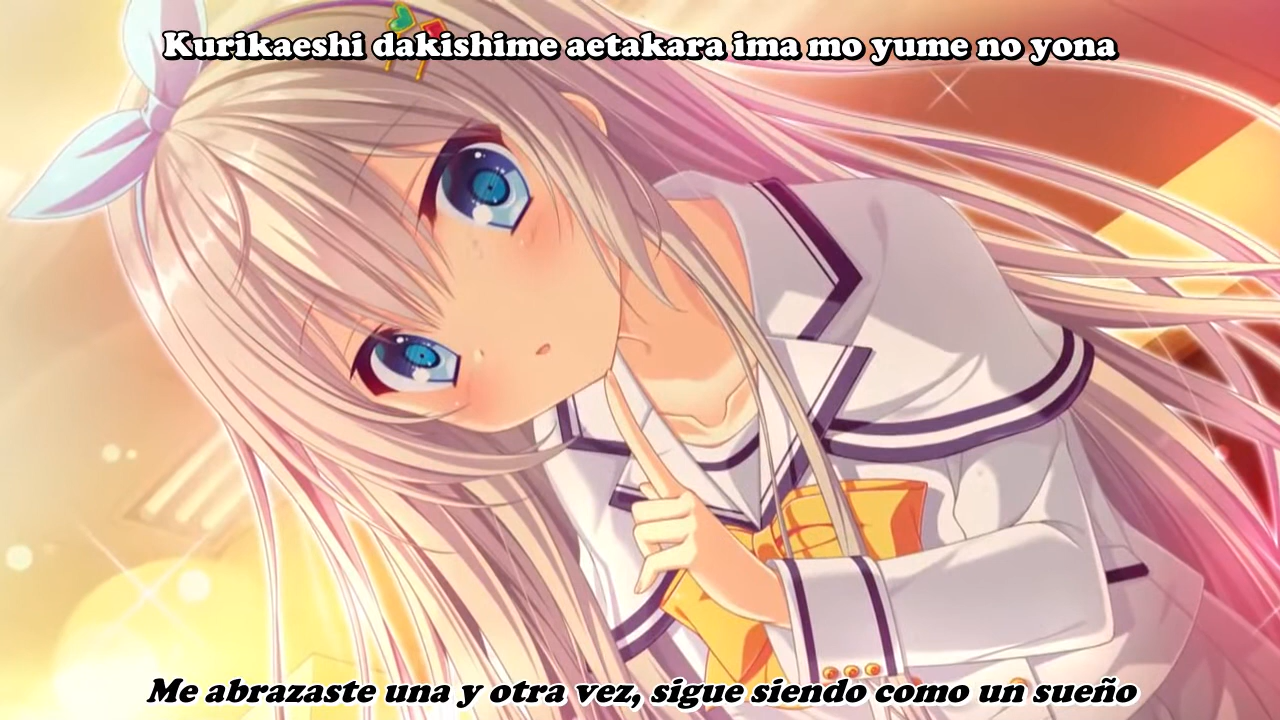 Kurikaeshi dakishime aetakara ima mo yume no yona
Me abrazaste una y otra vez, sigue siendo como un sueño